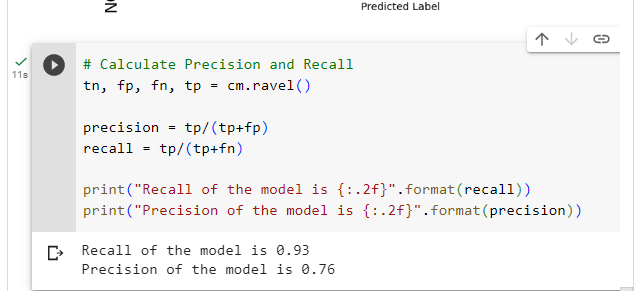 Predicted Label
11s
# Calculate Precision and Recall
tn, fp, fn, tp = cm.ravel()
precision = tp/(tp+fp)
recall = tp/(tp+fn)
print("Recall of the model is {:.2f}".format(recall))
print("Precision of the model is {:.2f}".format(precision))
Recall of the model is 0.93
Precision of the model is 0.76